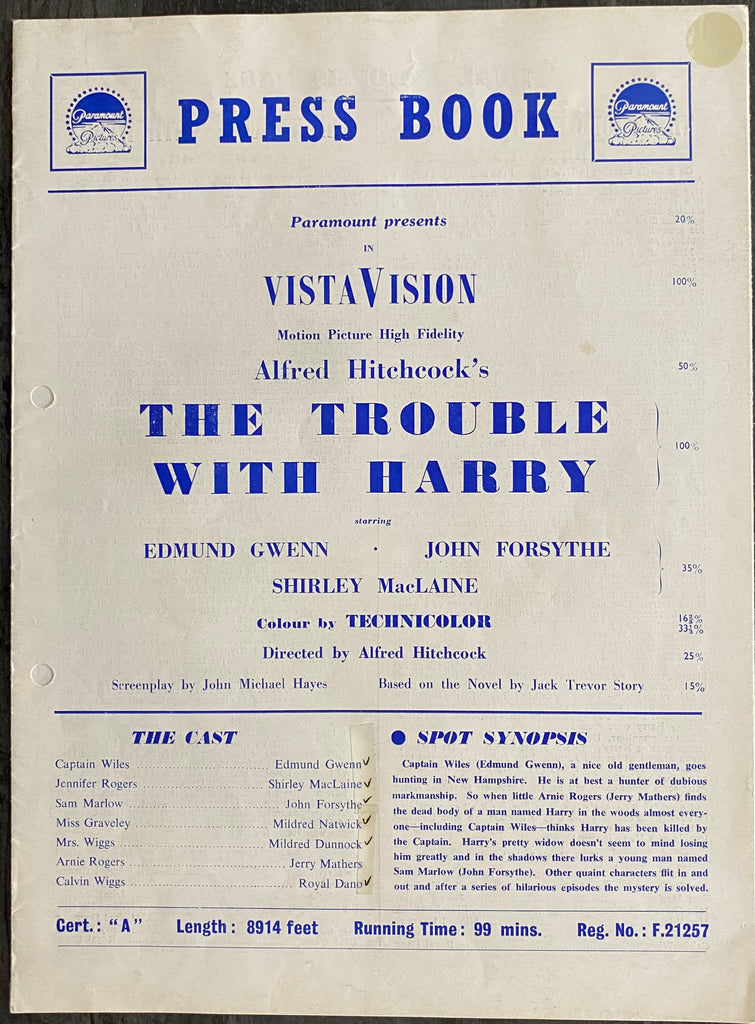 Paramount
Pictures
PRESS BOOK
Paramount
Pictures
Paramount presents 20%
IN
VISTAVISION 100%
Motion Picture High Fidelity
Alfred Hitchcock's 50%
THE TROUBLE
WITH HARRY
100%
starring
EDMUND GWENN · JOHN FORSYTHE
SHIRLEY MacLAINE
35%
Colour by TECHNICOLOR 16⅔%
33⅓%
Directed by Alfred Hitchcock 25%
Screenplay by John Michael Hayes Based on the Novel by Jack Trevor Story 15%
THE CAST
Captain Wiles ........ Edmund Gwenn ✓
Jennifer Rogers ........ Shirley MacLaine ✓
Sam Marlow ........ John Forsythe ✓
Miss Graveley ........ Mildred Natwick ✓
Mrs. Wiggs ........ Mildred Dunnock ✓
Arnie Rogers ........ Jerry Mathers
Calvin Wiggs ........ Royal Dano ✓
● SPOT SYNOPSIS
Captain Wiles (Edmund Gwenn), a nice old gentleman, goes
hunting in New Hampshire. He is at best a hunter of dubious
markmanship. So when little Arnie Rogers (Jerry Mathers) finds
the dead body of a man named Harry in the woods almost every-
one—including Captain Wiles—thinks Harry has been killed by
the Captain. Harry's pretty widow doesn't seem to mind losing
him greatly and in the shadows there lurks a young man named
Sam Marlow (John Forsythe). Other quaint characters flit in and
out and after a series of hilarious episodes the mystery is solved.
Cert.: "A" Length: 8914 feet Running Time: 99 mins. Reg. No.: F.21257